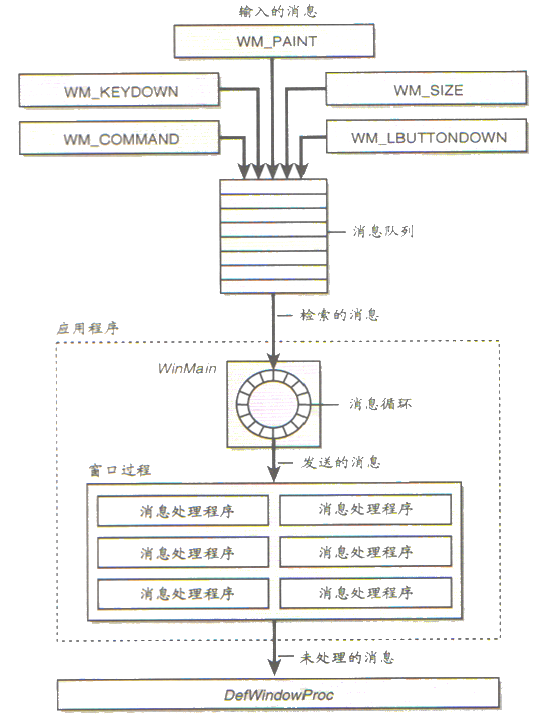 输入的消息
WM_PAINT
WM_KEYDOWN
WM_SIZE
WM_COMMAND
WM_LBUTTONDOWN
消息队列
检索的消息
应用程序
WinMain
消息循环
发送的消息
窗口过程
消息处理程序
消息处理程序
消息处理程序
消息处理程序
消息处理程序
消息处理程序
未处理的消息
DefWindowProc